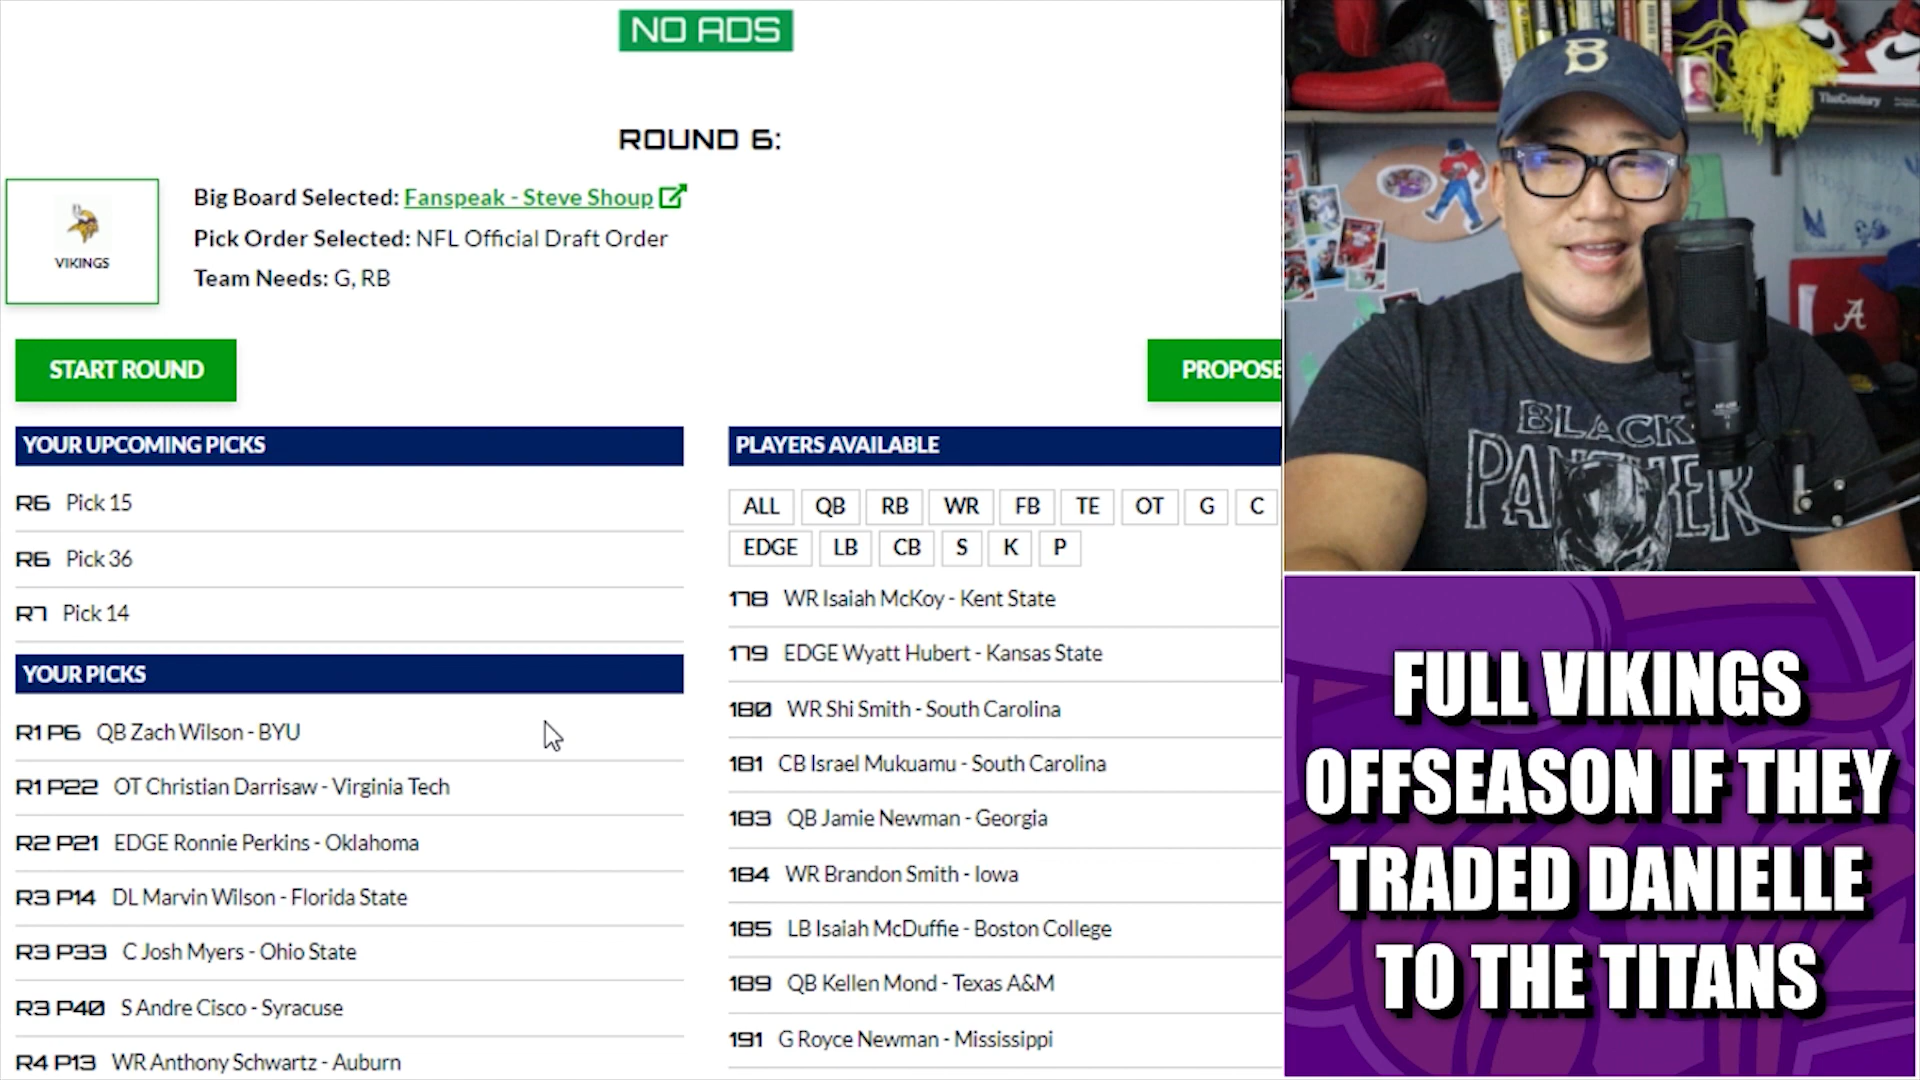 NO ADS
ROUND 6:
VIKINGS
Big Board Selected: Fanspeak - Steve Shoup
Pick Order Selected: NFL Official Draft Order
Team Needs: G, RB
START ROUND
PROPOSE
YOUR UPCOMING PICKS
R6 Pick 15
R6 Pick 36
R7 Pick 14
YOUR PICKS
R1 P6 QB Zach Wilson - BYU
R1 P22 OT Christian Darrisaw - Virginia Tech
R2 P21 EDGE Ronnie Perkins - Oklahoma
R3 P14 DL Marvin Wilson - Florida State
R3 P33 C Josh Myers - Ohio State
R3 P40 S Andre Cisco - Syracuse
R4 P13 WR Anthony Schwartz - Auburn
PLAYERS AVAILABLE
ALL QB RB WR FB TE OT G C
EDGE LB CB S K P
178 WR Isaiah McKoy - Kent State
179 EDGE Wyatt Hubert - Kansas State
180 WR Shi Smith - South Carolina
181 CB Israel Mukuamu - South Carolina
183 QB Jamie Newman - Georgia
184 WR Brandon Smith - Iowa
185 LB Isaiah McDuffie - Boston College
189 QB Kellen Mond - Texas A&M
191 G Royce Newman - Mississippi
B
A
BLACK
PANTHER
FULL VIKINGS
OFFSEASON IF THEY
TRADED DANIELLE
TO THE TITANS